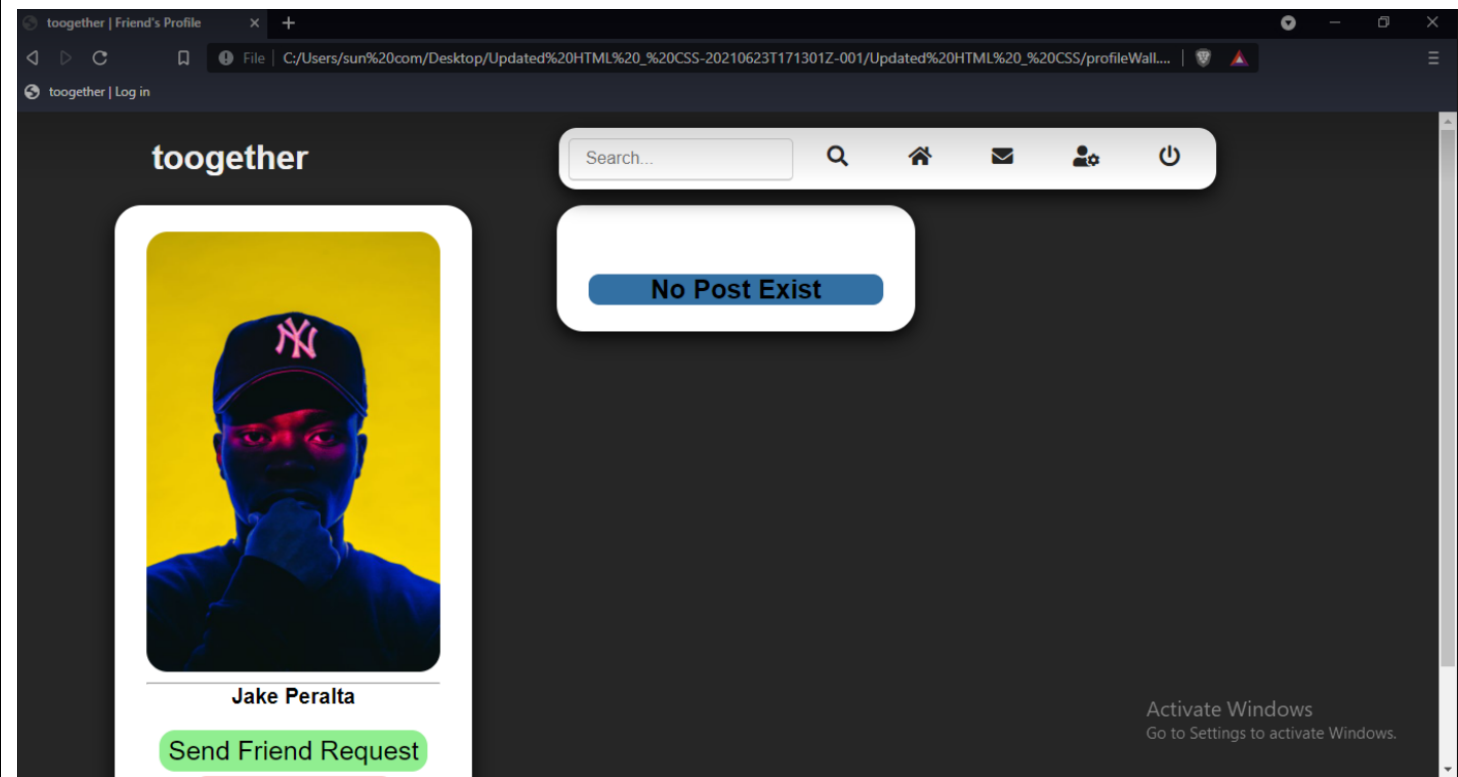 toogether | Friend's Profile
File | C:/Users/sun%20com/Desktop/Updated%20HTML%20_%20CSS-20210623T171301Z-001/Updated%20HTML%20_%20CSS/profileWall....
toogether | Log in
toogether
Search...
No Post Exist
NY
Jake Peralta
Send Friend Request
Activate Windows
Go to Settings to activate Windows.